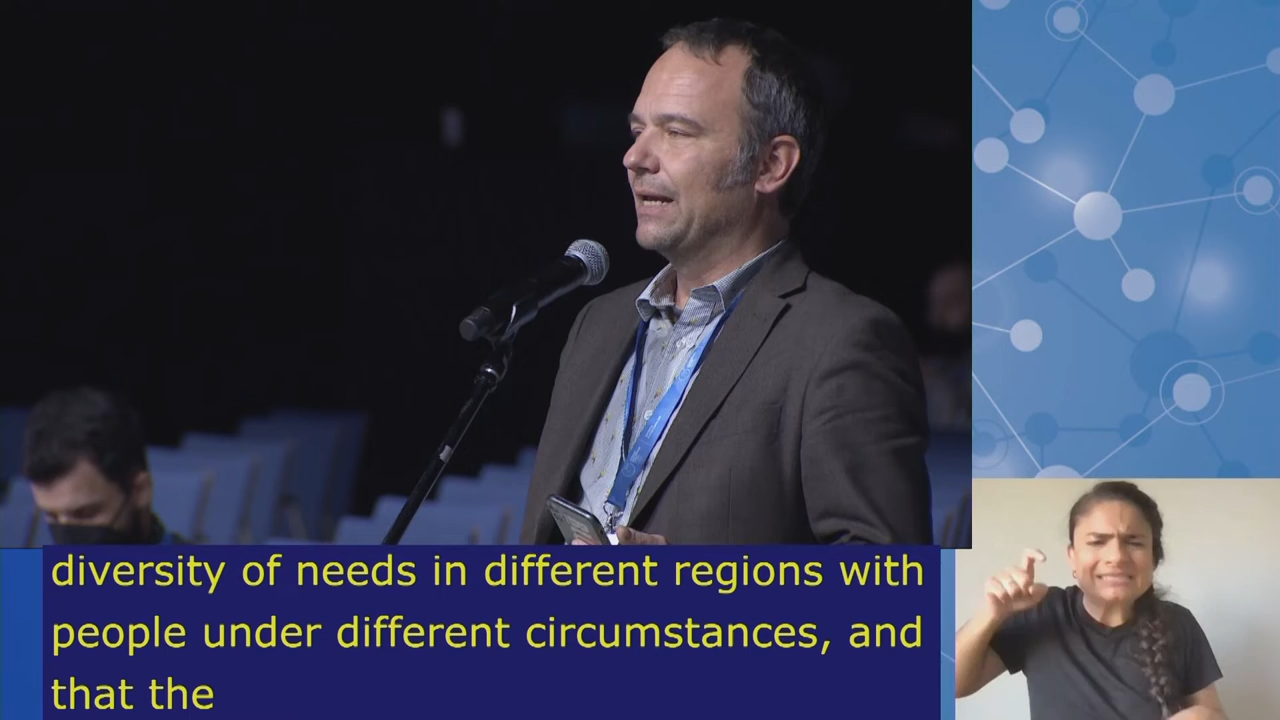 diversity of needs in different regions with
people under different circumstances, and
that the